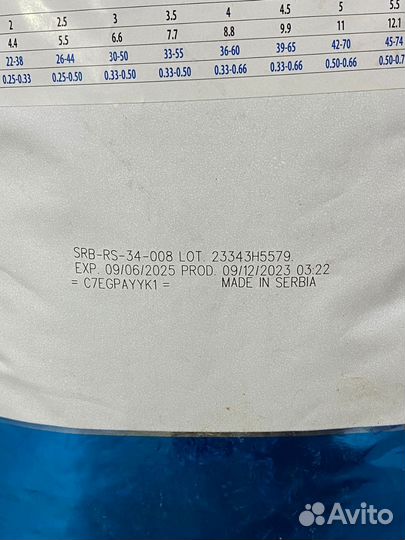 2 2.5 3 3.5 4 4.5 5 5.5
4.4 5.5 6.6 7.7 8.8 9.9 11 12.1
22-38 26-44 30-50 33-55 36-60 39-65 42-70 45-74
0.25-0.33 0.25-0.50 0.33-0.50 0.33-0.50 0.33-0.66 0.33-0.66 0.50-0.66 0.50-0.7
SRB-RS-34-008 LOT. 23343H5579
EXP. 09/06/2025 PROD. 09/12/2023 03:22
= C7EGPAYYK1 = MADE IN SERBIA
Avito